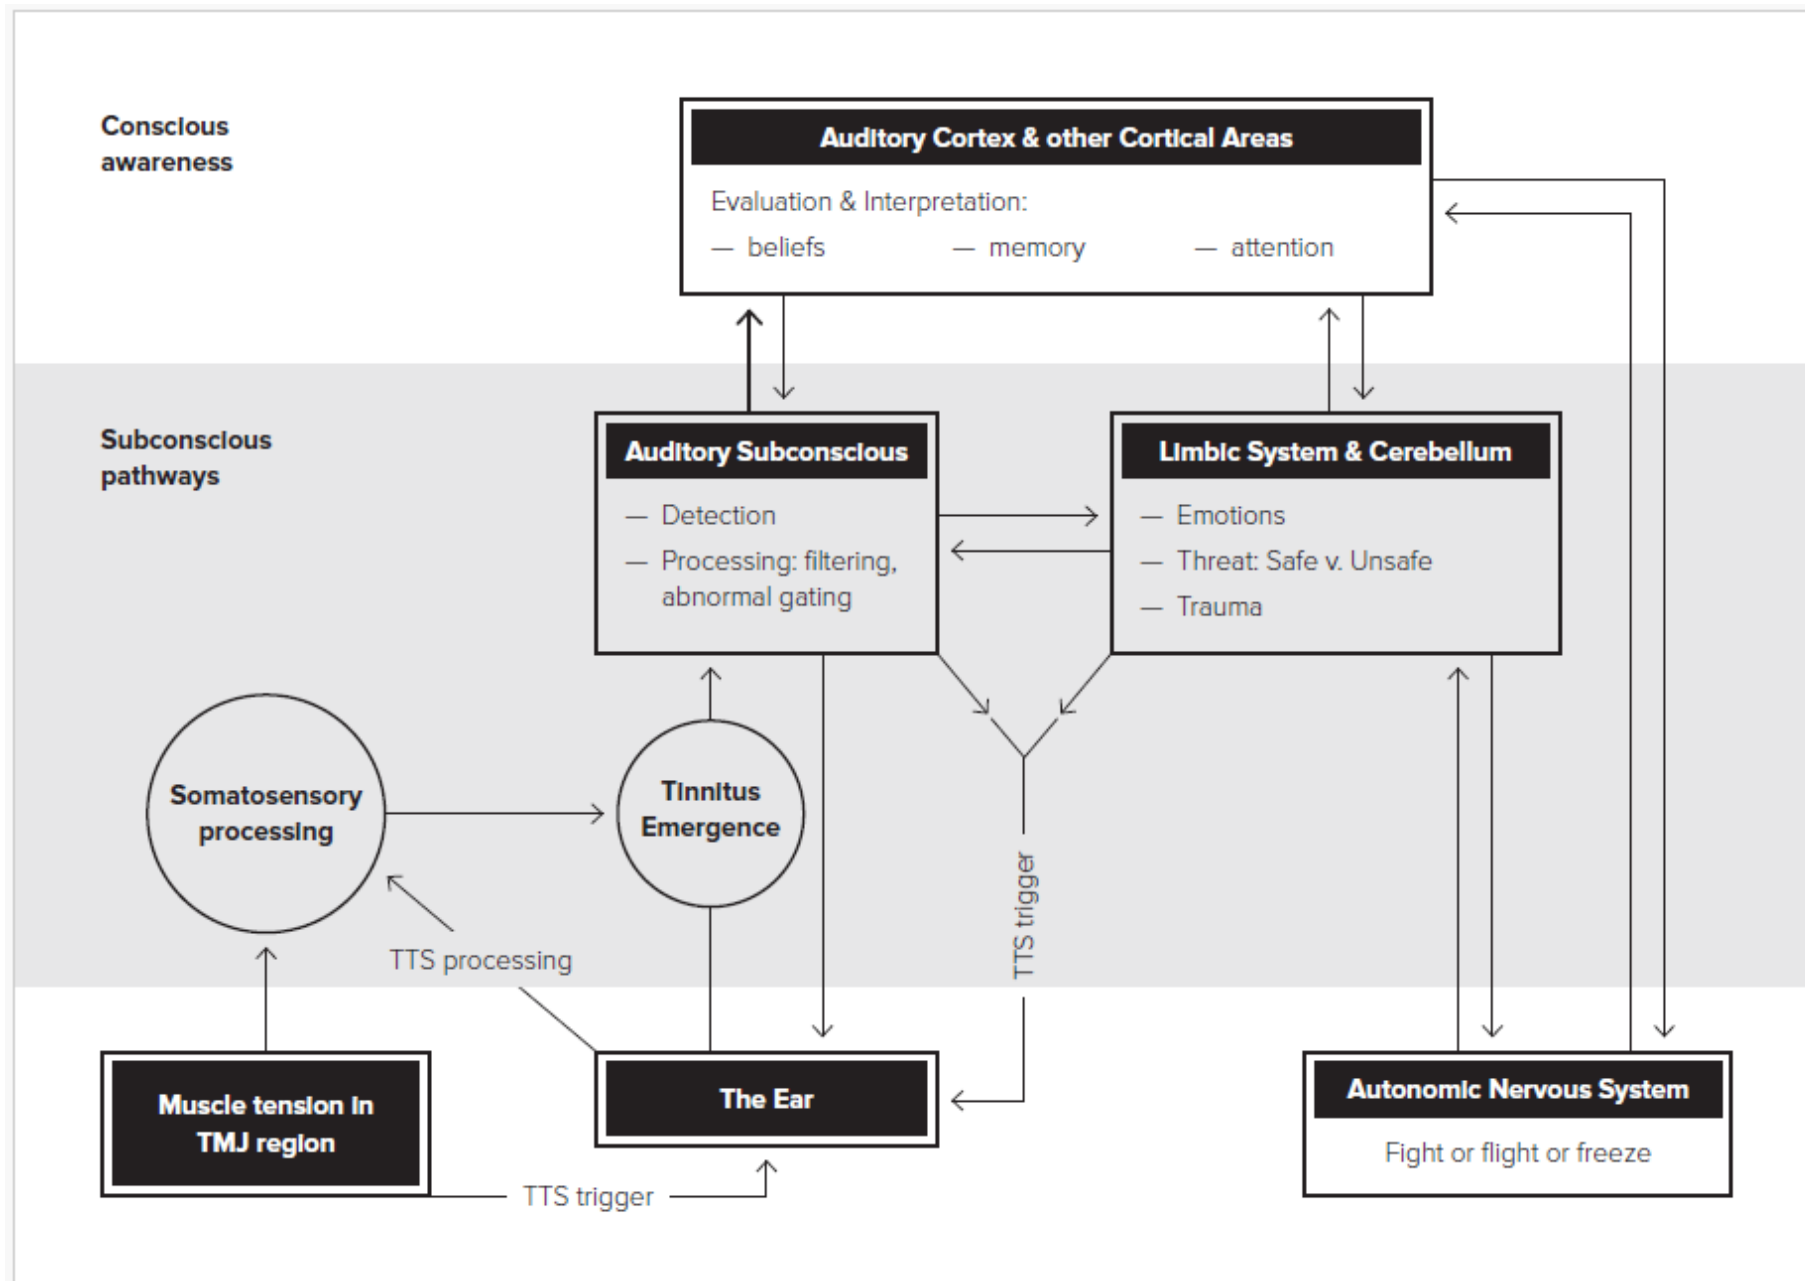 Conscious
awareness
Auditory Cortex & other Cortical Areas
Evaluation & Interpretation:
— beliefs — memory — attention
Subconscious
pathways
Auditory Subconscious
— Detection
— Processing: filtering,
abnormal gating
Limbic System & Cerebellum
— Emotions
— Threat: Safe v. Unsafe
— Trauma
Somatosensory
processing
Tinnitus
Emergence
TTS processing
TTS trigger
Muscle tension in
TMJ region
The Ear
TTS trigger
Autonomic Nervous System
Fight or flight or freeze